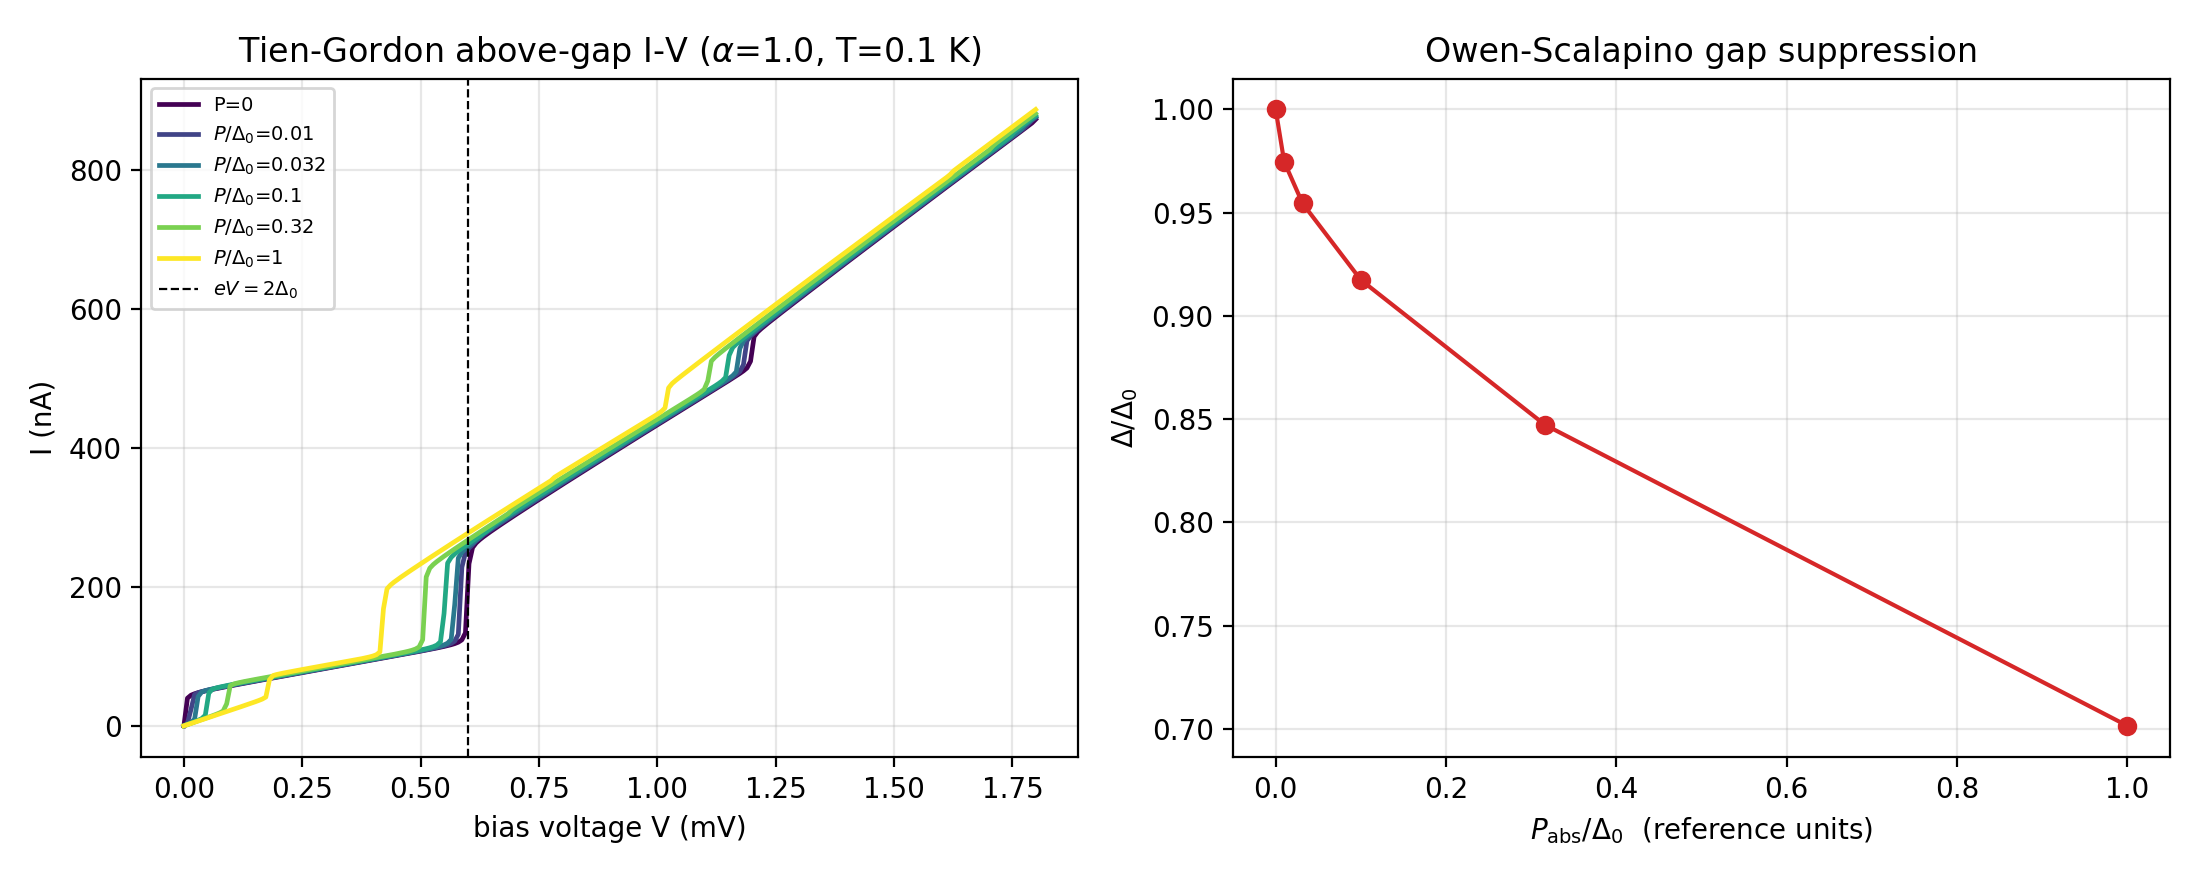 Tien-Gordon above-gap I-V (α=1.0, T=0.1 K)
I (nA)
800
600
400
200
0
P=0
P/Δ₀=0.01
P/Δ₀=0.032
P/Δ₀=0.1
P/Δ₀=0.32
P/Δ₀=1
eV = 2Δ₀
0.00 0.25 0.50 0.75 1.00 1.25 1.50 1.75
bias voltage V (mV)
Owen-Scalapino gap suppression
Δ/Δ₀
1.00
0.95
0.90
0.85
0.80
0.75
0.70
0.0 0.2 0.4 0.6 0.8 1.0
P_abs/Δ₀ (reference units)